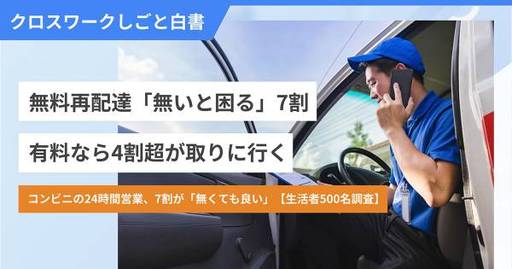 クロスワークしごと白書
無料再配達「無いと困る」7割
有料なら4割超が取りに行く
コンビニの24時間営業、7割が「無くても良い」【生活者500名調査】